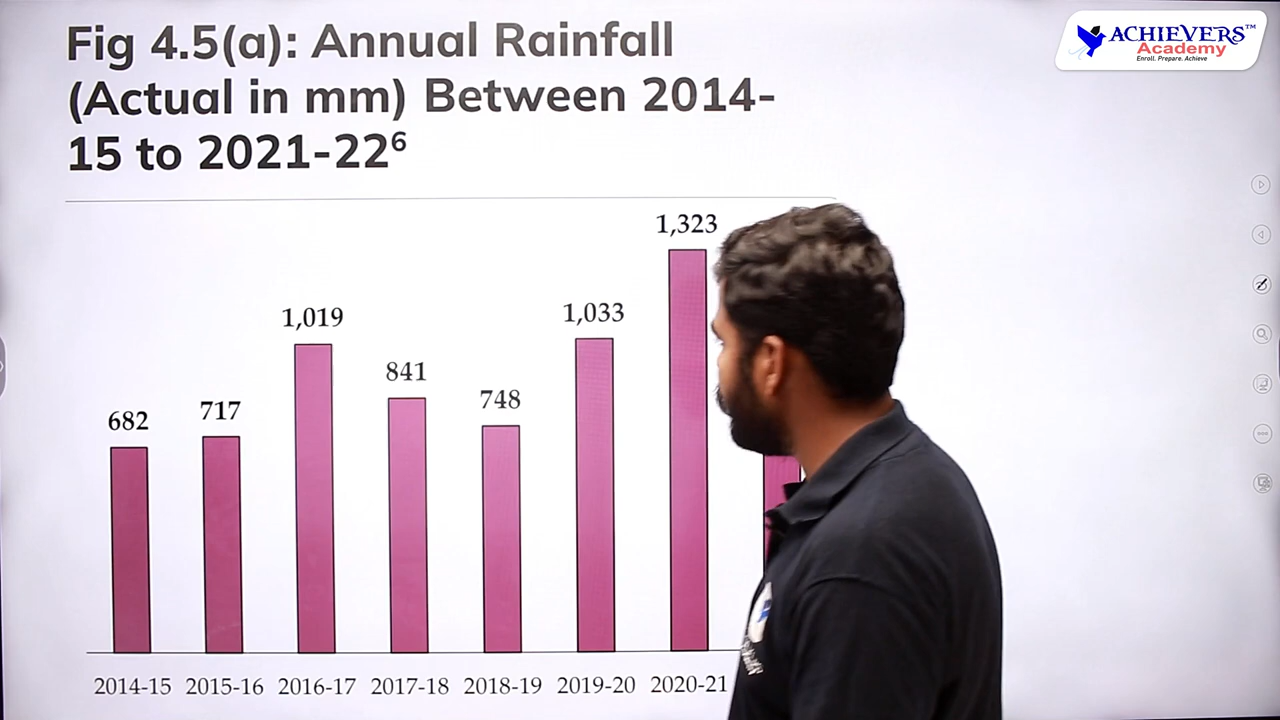 Fig 4.5(a): Annual Rainfall
(Actual in mm) Between 2014-
15 to 2021-22⁶
ACHIEVERS™
Academy
Enroll. Prepare. Achieve
1,323
1,019
1,033
841
748
717
682
2014-15 2015-16 2016-17 2017-18 2018-19 2019-20 2020-21